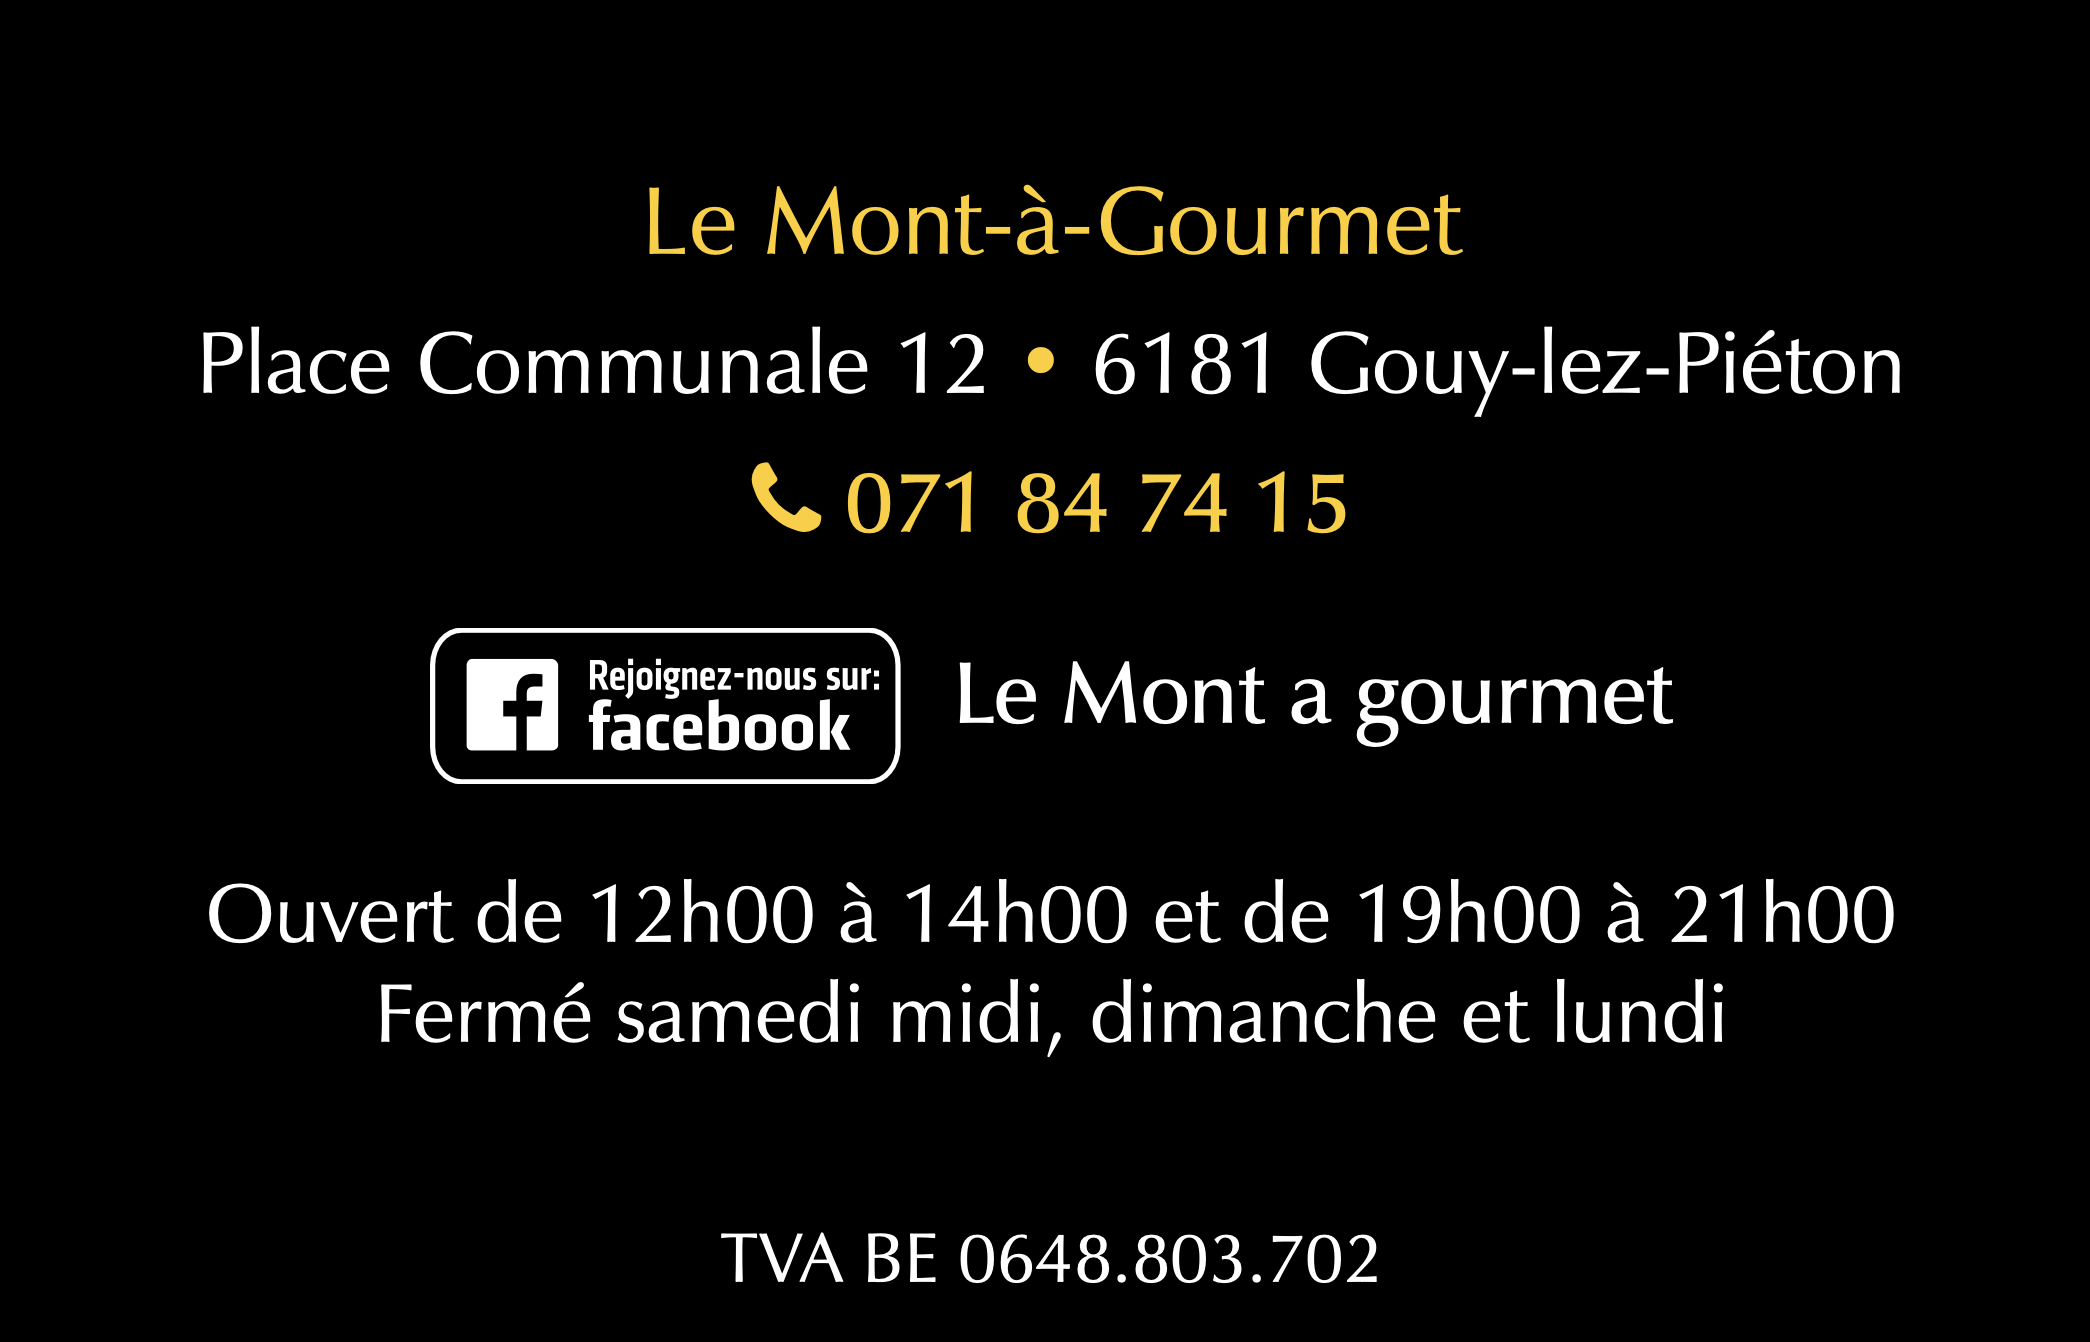 Le Mont-à-Gourmet
Place Communale 12 • 6181 Gouy-lez-Piéton
071 84 74 15
Rejoignez-nous sur:
facebook
Le Mont a gourmet
Ouvert de 12h00 à 14h00 et de 19h00 à 21h00
Fermé samedi midi, dimanche et lundi
TVA BE 0648.803.702